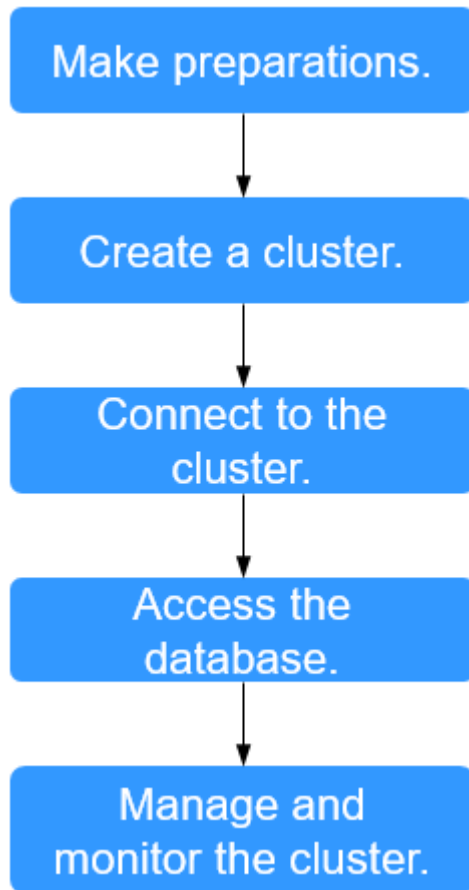 Make preparations.
Create a cluster.
Connect to the
cluster.
Access the
database.
Manage and
monitor the cluster.